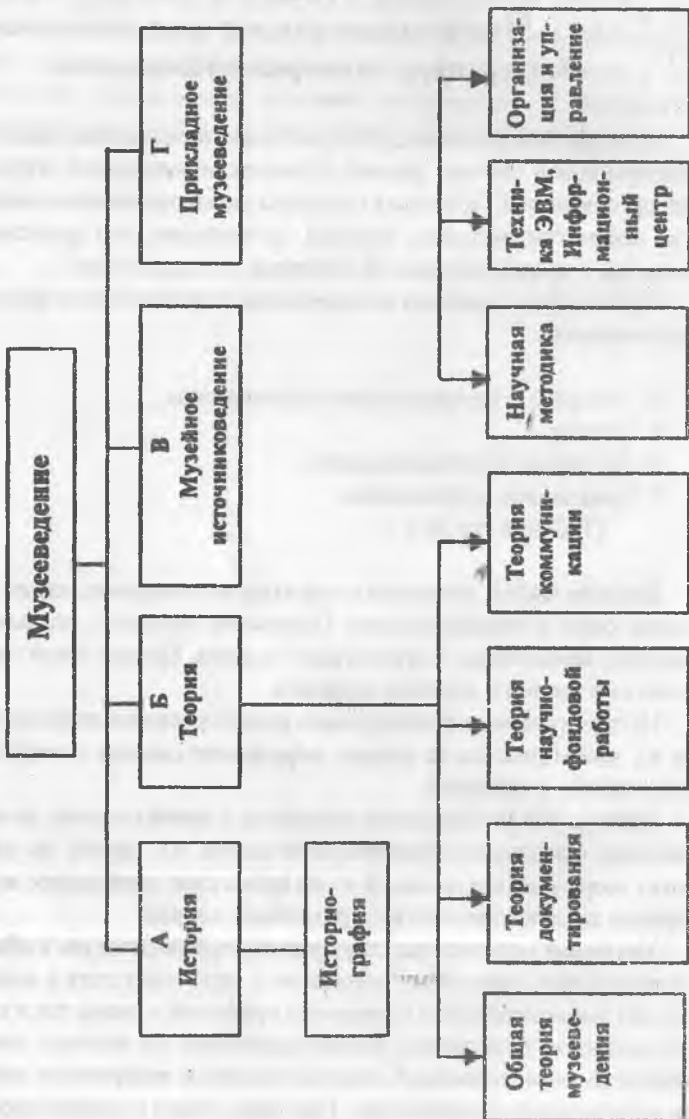 Музееведение
А
История
Б
Теория
В
Музейное
источниковедение
Г
Прикладное
музееведение
Историо-
графия
Общая
теория
музееве-
дения
Теория
докумен-
тирования
Теория
научно-
фондовой
работы
Теория
коммуни-
кации
Научная
методика
Техни-
ка, ЭВМ,
Инфор-
мацион-
ный
центр
Организа-
ция и уп-
равление